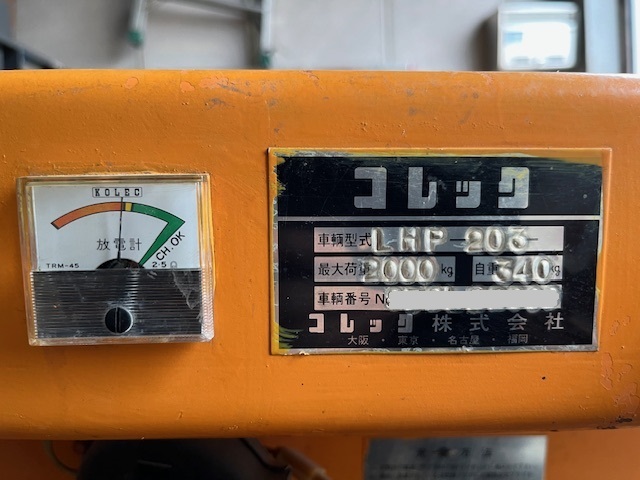 KOLEC
放電計
CH.OK
TRM-45
2.5Ω
コレック
車輌型式 LHP-203
最大荷重 2000 kg 自重 340 kg
車輌番号 No
コレック 株式会社
大阪・東京・名古屋・福岡